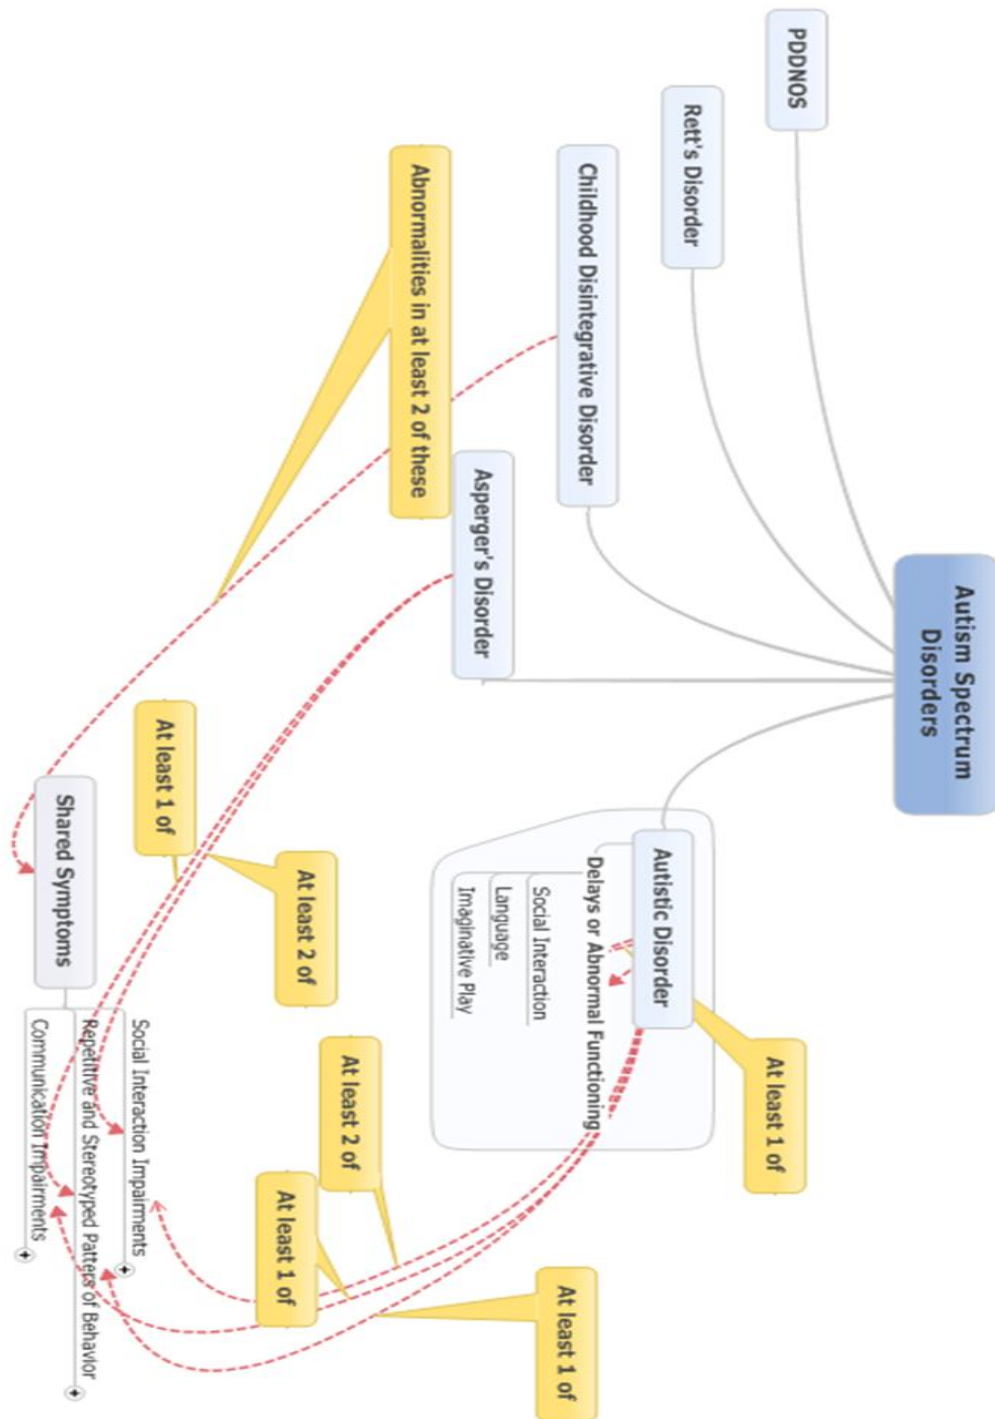 Autism Spectrum
Disorders
PDDNOS
Rett's Disorder
Childhood Disintegrative Disorder
Abnormalities in at least 2 of these
Asperger's Disorder
At least 1 of
At least 2 of
Autistic Disorder
Delays or Abnormal Functioning
Social Interaction
Language
Imaginative Play
At least 1 of
At least 2 of
At least 1 of
At least 1 of
Shared Symptoms
Social Interaction Impairments
Repetitive and Stereotyped Patters of Behavior
Communication Impairments